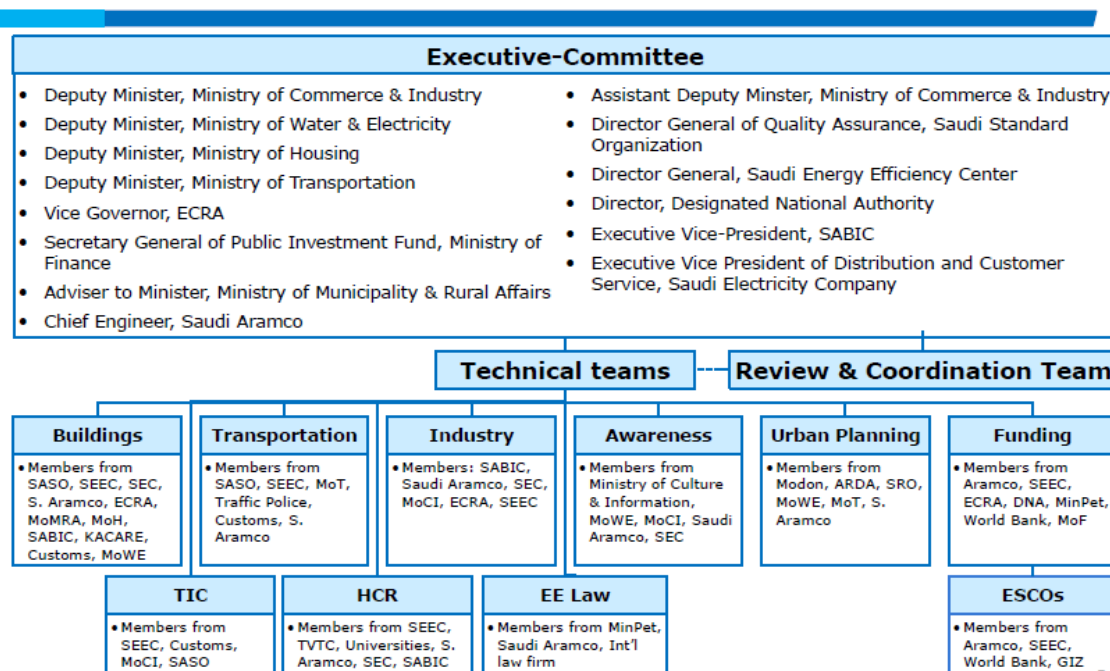 Executive-Committee
• Deputy Minister, Ministry of Commerce & Industry
• Deputy Minister, Ministry of Water & Electricity
• Deputy Minister, Ministry of Housing
• Deputy Minister, Ministry of Transportation
• Vice Governor, ECRA
• Secretary General of Public Investment Fund, Ministry of
Finance
• Adviser to Minister, Ministry of Municipality & Rural Affairs
• Chief Engineer, Saudi Aramco
• Assistant Deputy Minster, Ministry of Commerce & Industry
• Director General of Quality Assurance, Saudi Standard
Organization
• Director General, Saudi Energy Efficiency Center
• Director, Designated National Authority
• Executive Vice-President, SABIC
• Executive Vice President of Distribution and Customer
Service, Saudi Electricity Company
Technical teams
Review & Coordination Team
Buildings
• Members from
SASO, SEEC, SEC,
S. Aramco, ECRA,
MoMRA, MoH,
SABIC, KACARE,
Customs, MoWE
Transportation
• Members from
SASO, SEEC, MoT,
Traffic Police,
Customs, S.
Aramco
Industry
• Members: SABIC,
Saudi Aramco, SEC,
MoCI, ECRA, SEEC
Awareness
• Members from
Ministry of Culture
& Information,
MoWE, MoCI, Saudi
Aramco, SEC
Urban Planning
• Members from
Modon, ARDA, SRO,
MoWE, MoT, S.
Aramco
Funding
• Members from
Aramco, SEEC,
ECRA, DNA, MinPet,
World Bank, MoF
TIC
• Members from
SEEC, Customs,
MoCI, SASO
HCR
• Members from SEEC,
TVTC, Universities, S.
Aramco, SEC, SABIC
EE Law
• Members from MinPet,
Saudi Aramco, Int'l
law firm
ESCOs
• Members from
Aramco, SEEC,
World Bank, GIZ